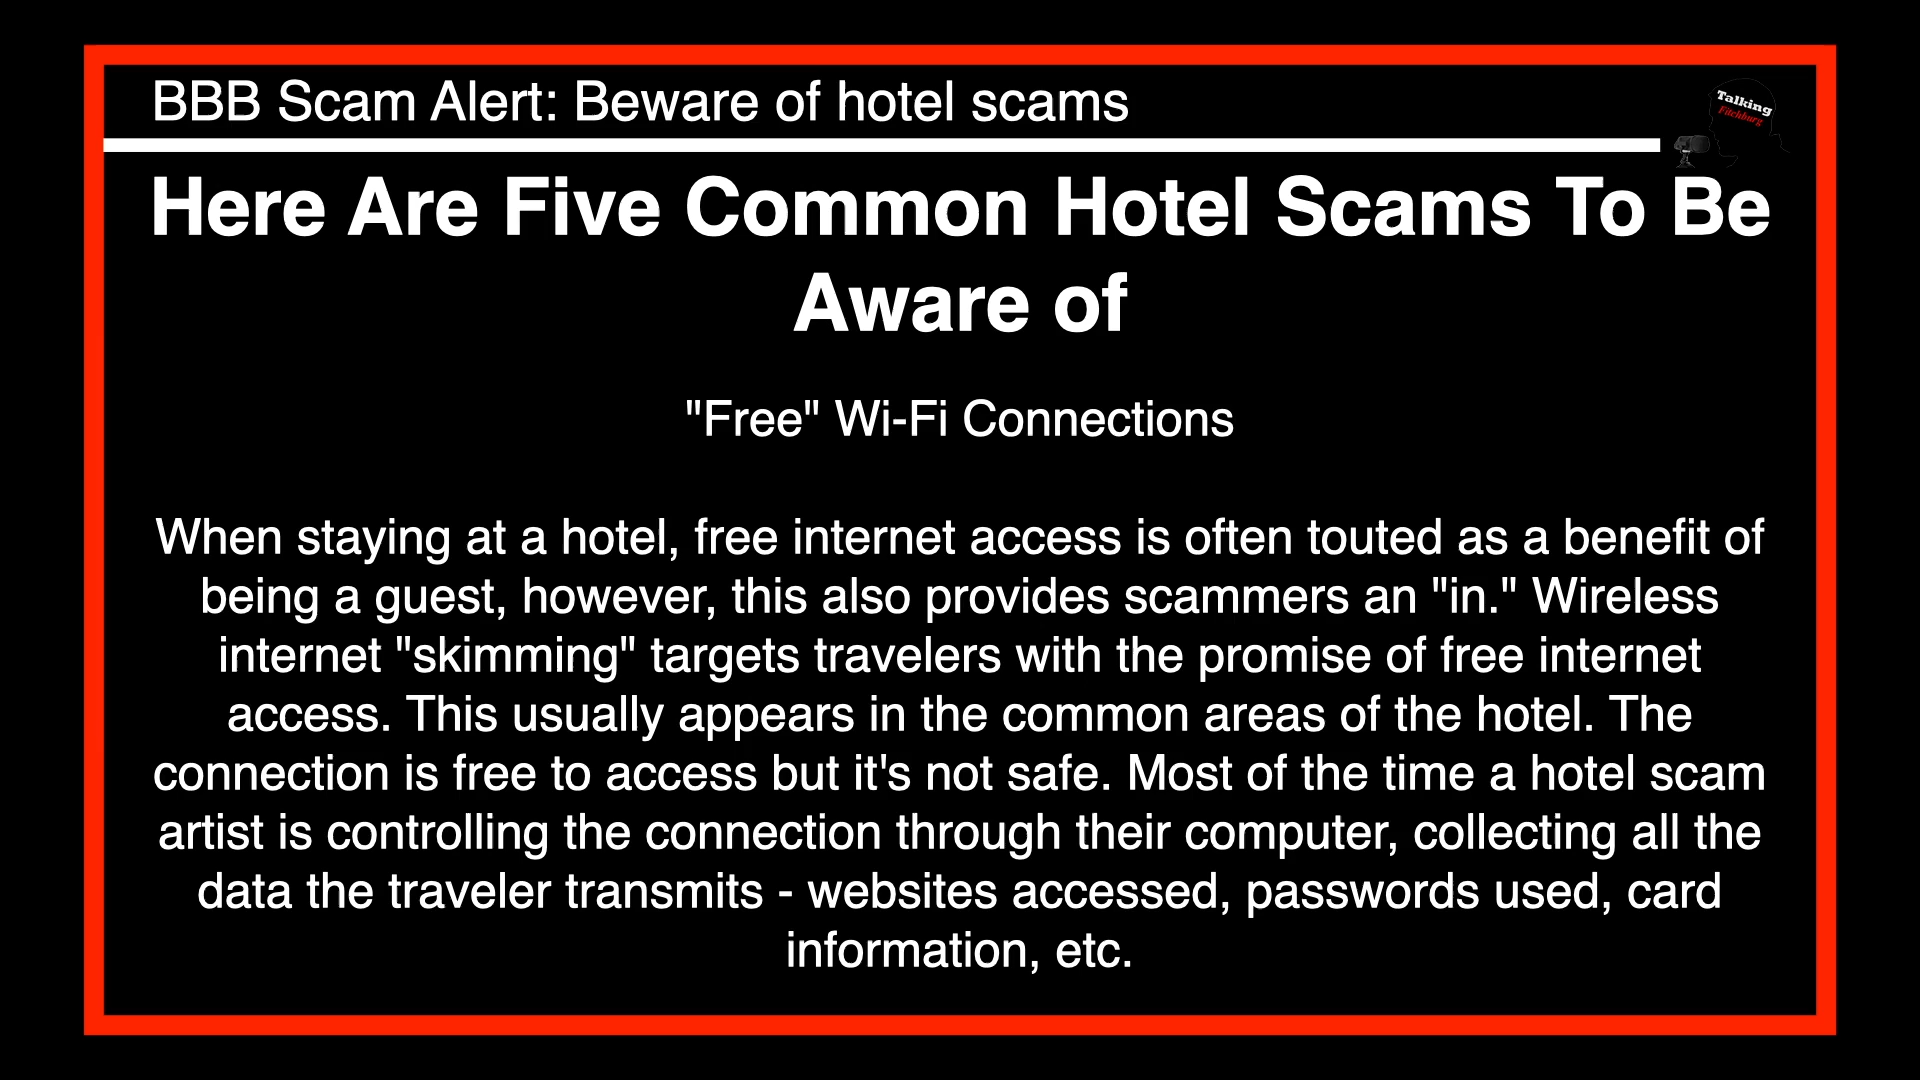 BBB Scam Alert: Beware of hotel scams
Talking
Fitchburg
Here Are Five Common Hotel Scams To Be
Aware of
"Free" Wi-Fi Connections
When staying at a hotel, free internet access is often touted as a benefit of
being a guest, however, this also provides scammers an "in." Wireless
internet "skimming" targets travelers with the promise of free internet
access. This usually appears in the common areas of the hotel. The
connection is free to access but it's not safe. Most of the time a hotel scam
artist is controlling the connection through their computer, collecting all the
data the traveler transmits - websites accessed, passwords used, card
information, etc.